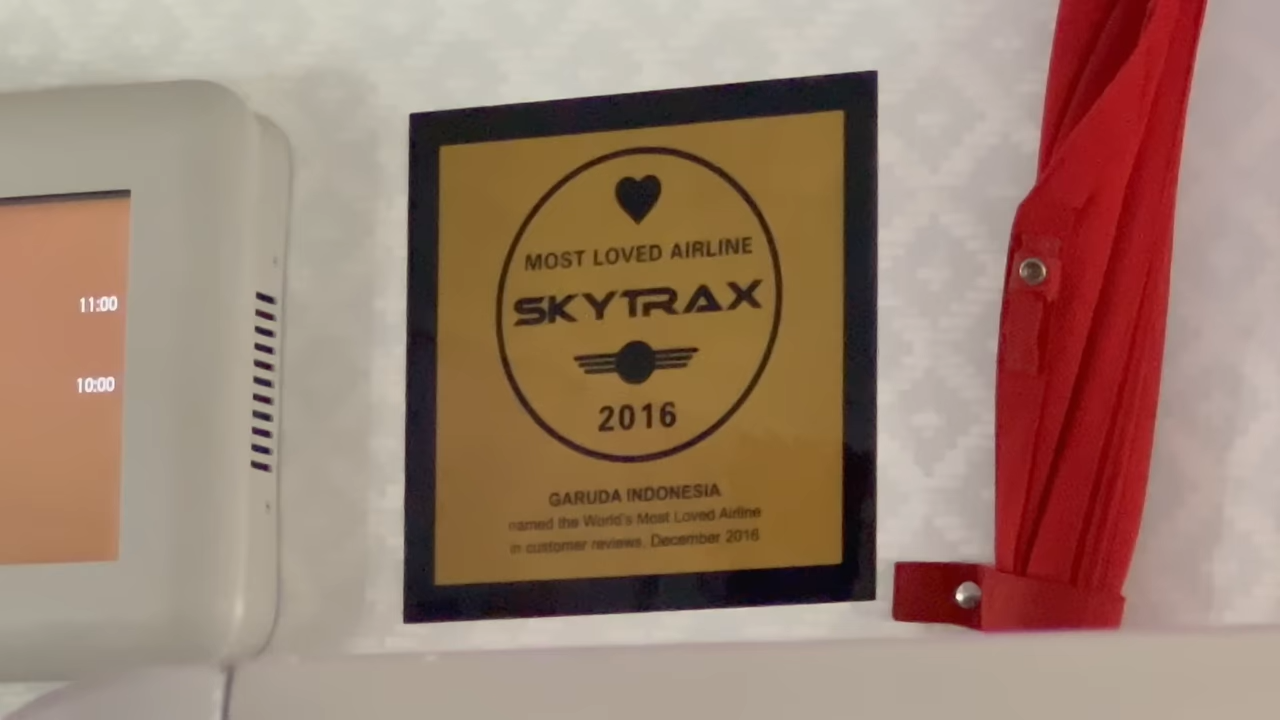 11:00
10:00
MOST LOVED AIRLINE
SKYTRAX
2016
GARUDA INDONESIA
named the World's Most Loved Airline
in customer reviews, December 2016